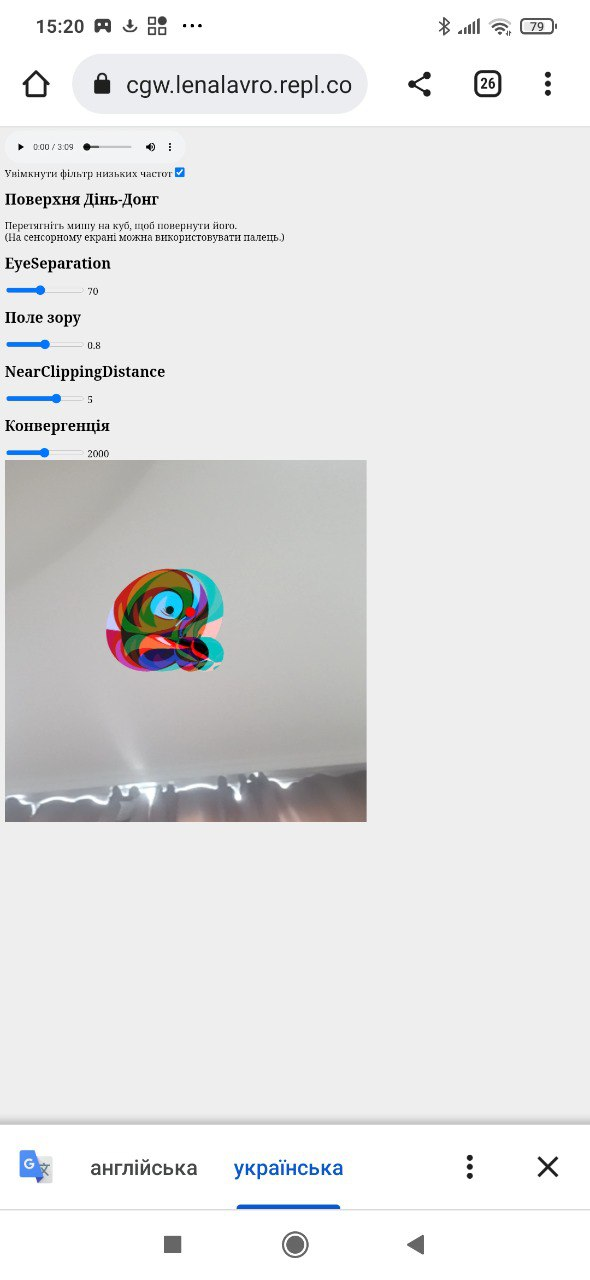 15:20
79
cgw.lenalavro.repl.co
26
0:00 / 3:09
Увімкнути фільтр низьких частот
Поверхня Дінь-Донг
Перетягніть мишу на куб, щоб повернути його.
(На сенсорному екрані можна використовувати палець.)
EyeSeparation
70
Поле зору
0.8
NearClippingDistance
5
Конвергенція
2000
G 文
англійська
українська